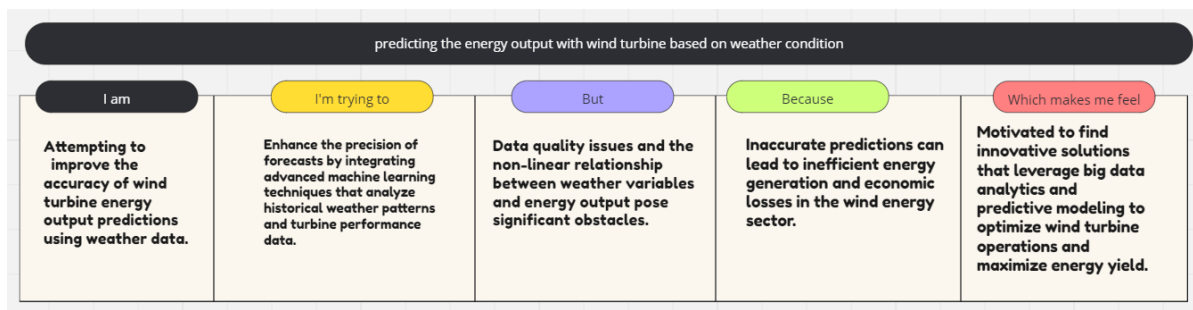 predicting the energy output with wind turbine based on weather condition
I am
Attempting to
improve the
accuracy of wind
turbine energy
output predictions
using weather data.
I'm trying to
Enhance the precision of
forecasts by integrating
advanced machine learning
techniques that analyze
historical weather patterns
and turbine performance
data.
But
Data quality issues and the
non-linear relationship
between weather variables
and energy output pose
significant obstacles.
Because
Inaccurate predictions can
lead to inefficient energy
generation and economic
losses in the wind energy
sector.
Which makes me feel
Motivated to find
innovative solutions
that leverage big data
analytics and
predictive modeling to
optimize wind turbine
operations and
maximize energy yield.